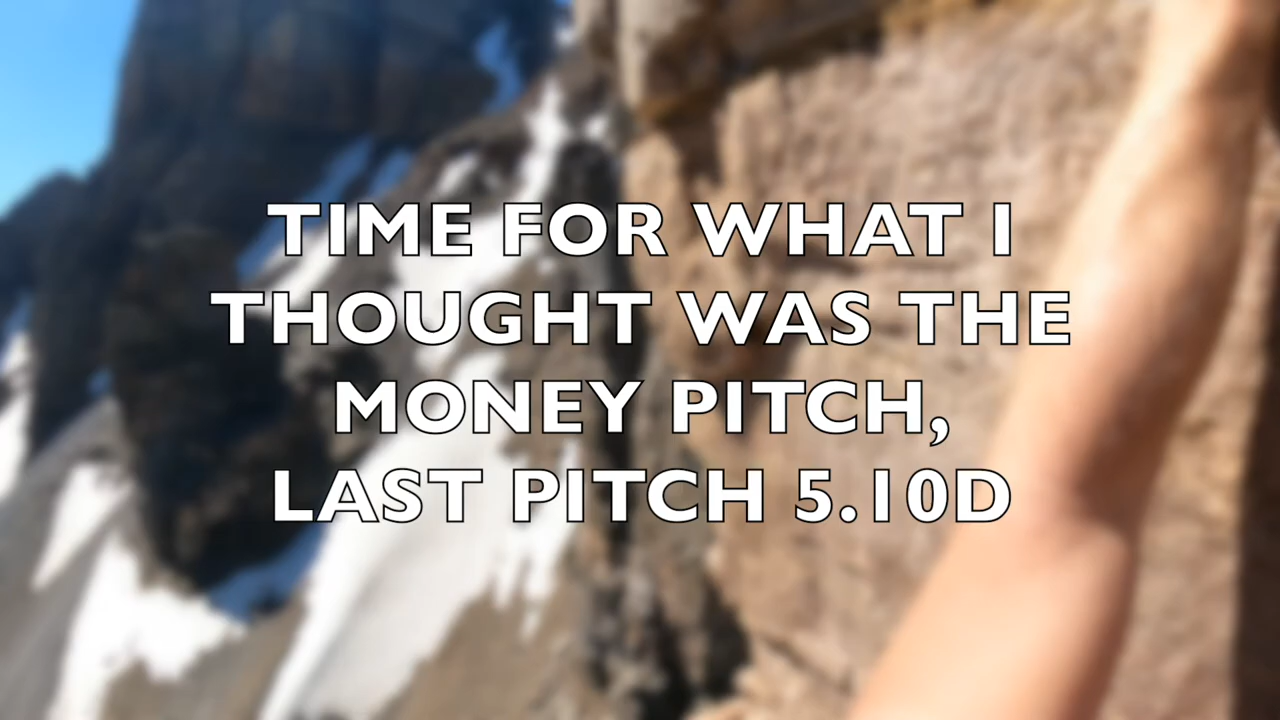 TIME FOR WHAT I
THOUGHT WAS THE
MONEY PITCH,
LAST PITCH 5.10D